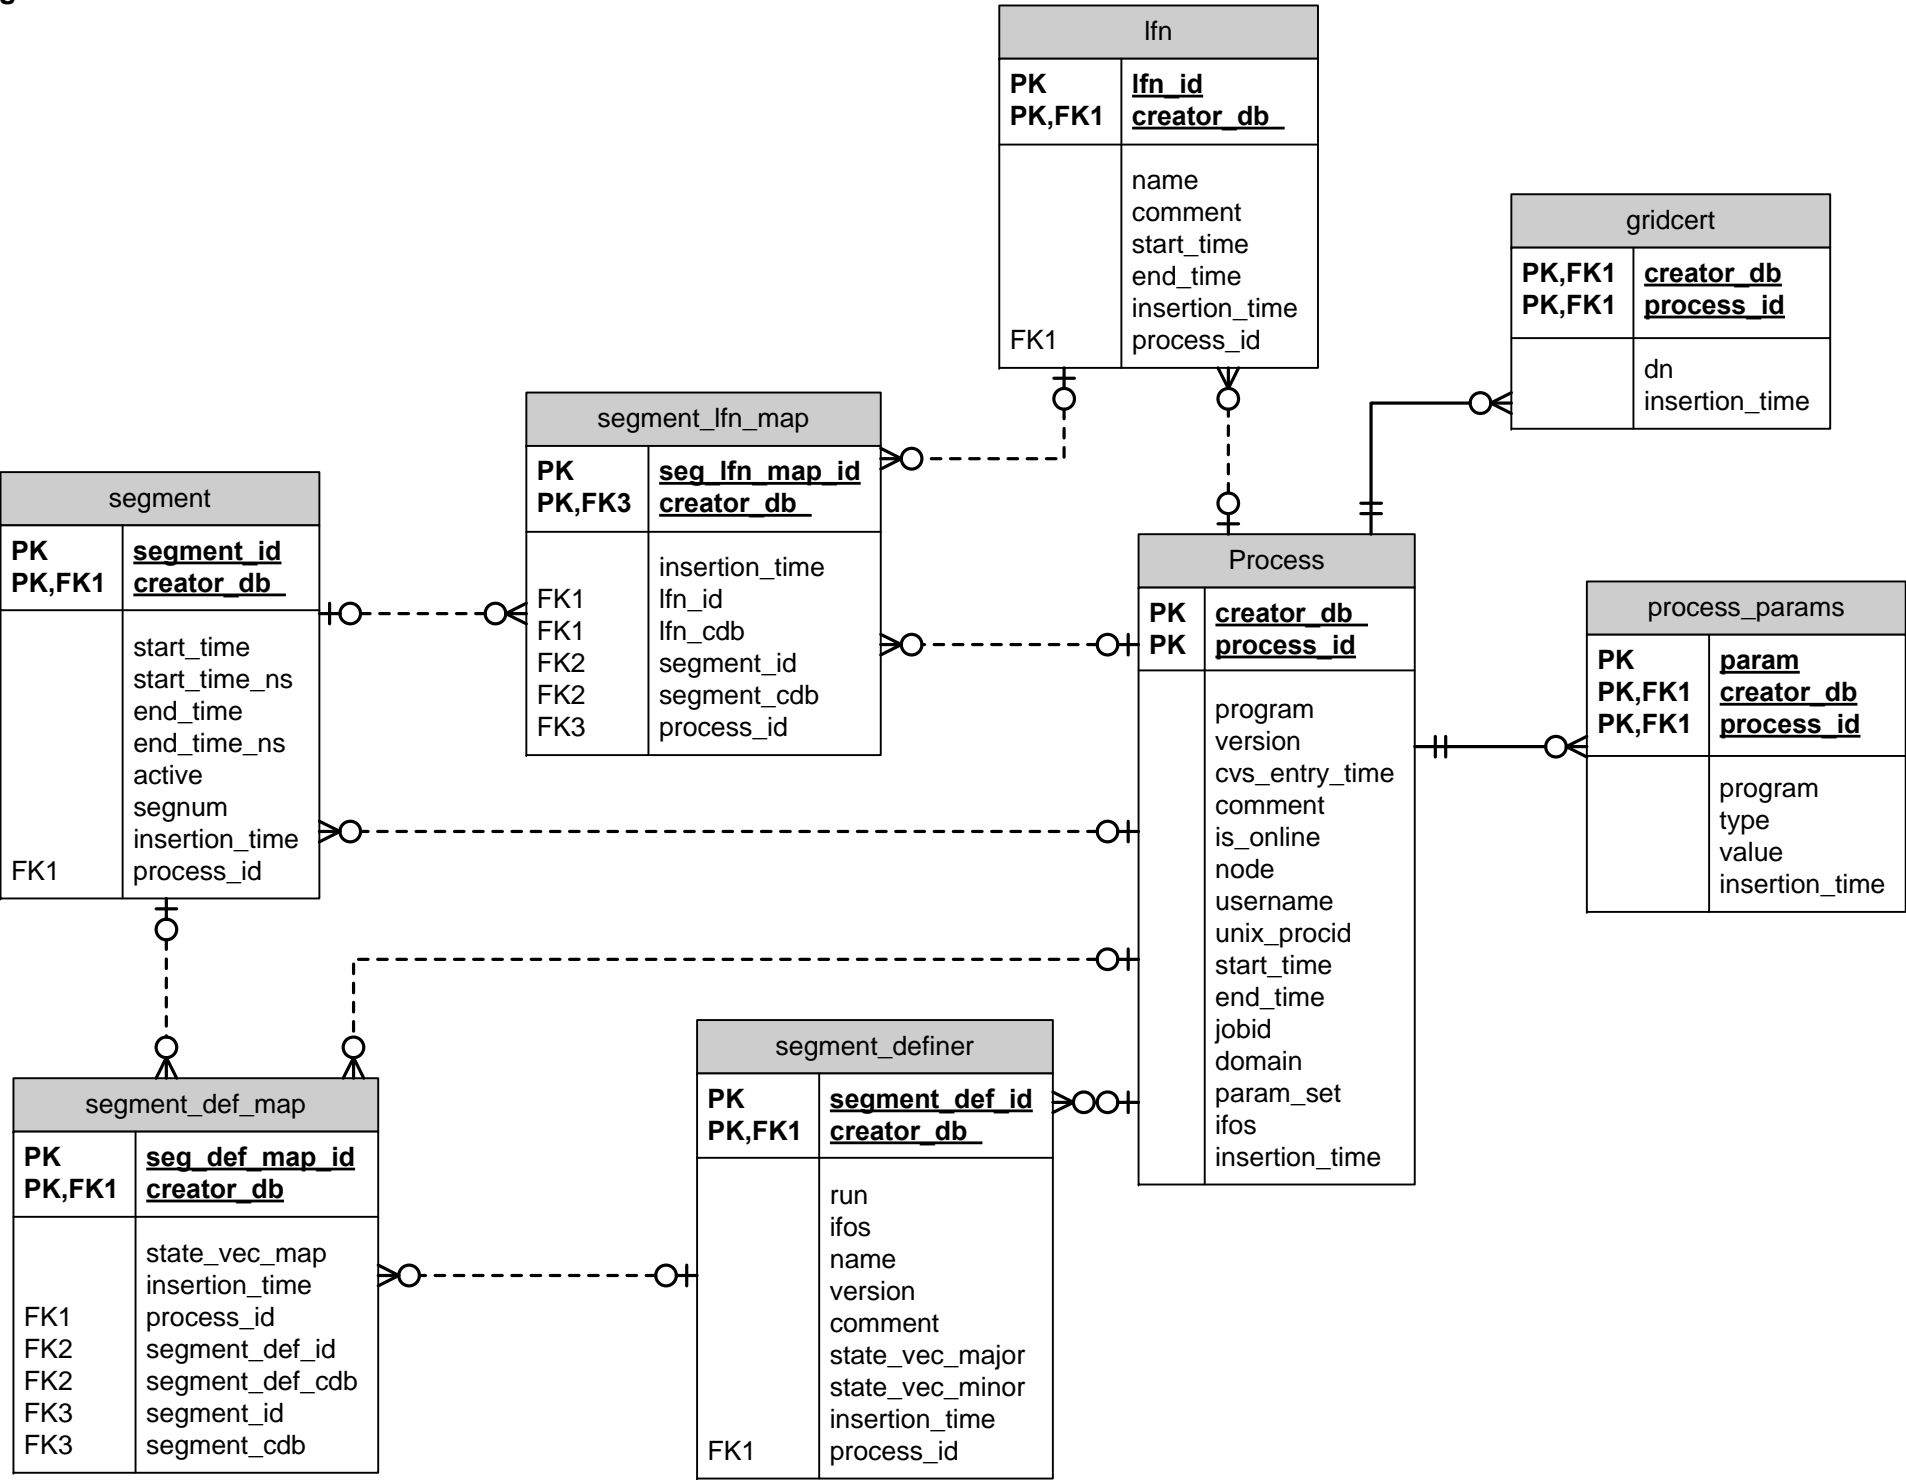 g
lfn
PK lfn_id
PK,FK1 creator_db_
name
comment
start_time
end_time
insertion_time
FK1 process_id
gridcert
PK,FK1 creator_db
PK,FK1 process_id
dn
insertion_time
segment_lfn_map
PK seg_lfn_map_id
PK,FK3 creator_db_
insertion_time
FK1 lfn_id
FK1 lfn_cdb
FK2 segment_id
FK2 segment_cdb
FK3 process_id
segment
PK segment_id
PK,FK1 creator_db_
start_time
start_time_ns
end_time
end_time_ns
active
segnum
insertion_time
FK1 process_id
Process
PK creator_db_
PK process_id
program
version
cvs_entry_time
comment
is_online
node
username
unix_procid
start_time
end_time
jobid
domain
param_set
ifos
insertion_time
process_params
PK param
PK,FK1 creator_db
PK,FK1 process_id
program
type
value
insertion_time
segment_def_map
PK seg_def_map_id
PK,FK1 creator_db
state_vec_map
insertion_time
FK1 process_id
FK2 segment_def_id
FK2 segment_def_cdb
FK3 segment_id
FK3 segment_cdb
segment_definer
PK segment_def_id
PK,FK1 creator_db_
run
ifos
name
version
comment
state_vec_major
state_vec_minor
insertion_time
FK1 process_id